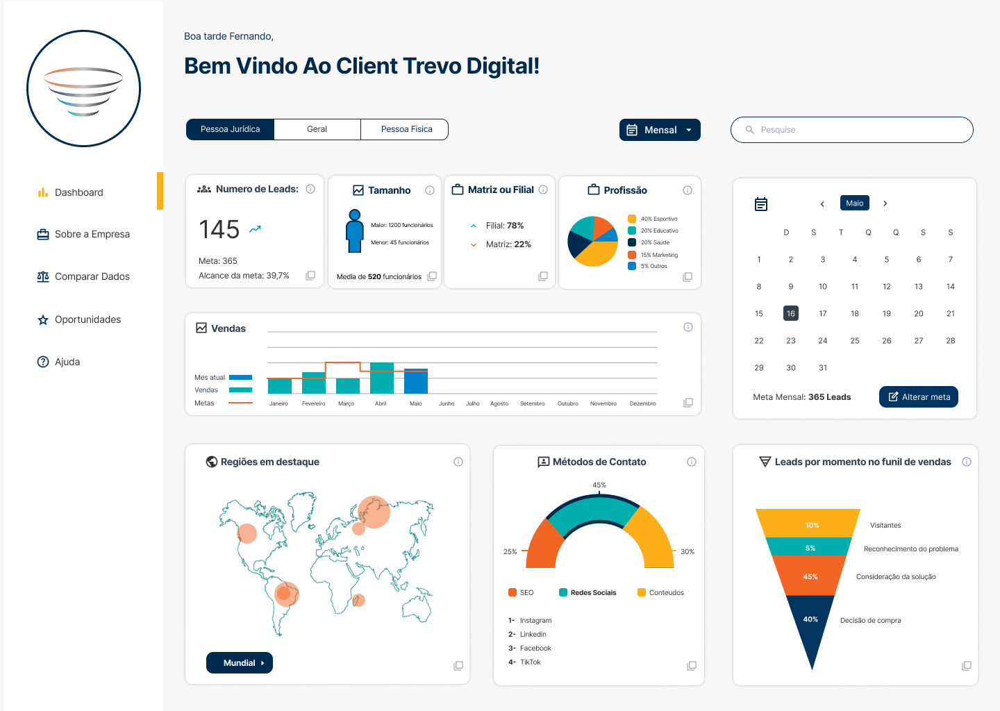 Boa tarde Fernando,
Bem Vindo Ao Client Trevo Digital!
Pessoa Jurídica
Geral
Pessoa Fisica
Mensal
Pesquise
Dashboard
Sobre a Empresa
Comparar Dados
Oportunidades
Ajuda
Numero de Leads:
145
Meta: 365
Alcance da meta: 39,7%
Tamanho
Maior: 1200 funcionários
Menor: 45 funcionários
Media de 520 funcionários
Matriz ou Filial
Filial: 78%
Matriz: 22%
Profissão
40% Esportivo
20% Educativo
20% Saúde
15% Marketing
5% Outros
Maio
D S T Q Q S S
1 2 3 4 5 6 7
8 9 10 11 12 13 14
15 16 17 18 19 20 21
22 23 24 25 26 27 28
29 30 31
Meta Mensal: 365 Leads
Alterar meta
Vendas
Mes atual
Vendas
Metas
Janeiro Fevereiro Março Abril Maio Junho Julho Agosto Setembro Outubro Novembro Dezembro
Regiões em destaque
Mundial
Métodos de Contato
45%
25%
30%
SEO
Redes Sociais
Conteudos
1- Instagram
2- Linkedin
3- Facebook
4- TikTok
Leads por momento no funil de vendas
10% Visitantes
5% Reconhecimento do problema
45% Consideração da solução
40% Decisão de compra